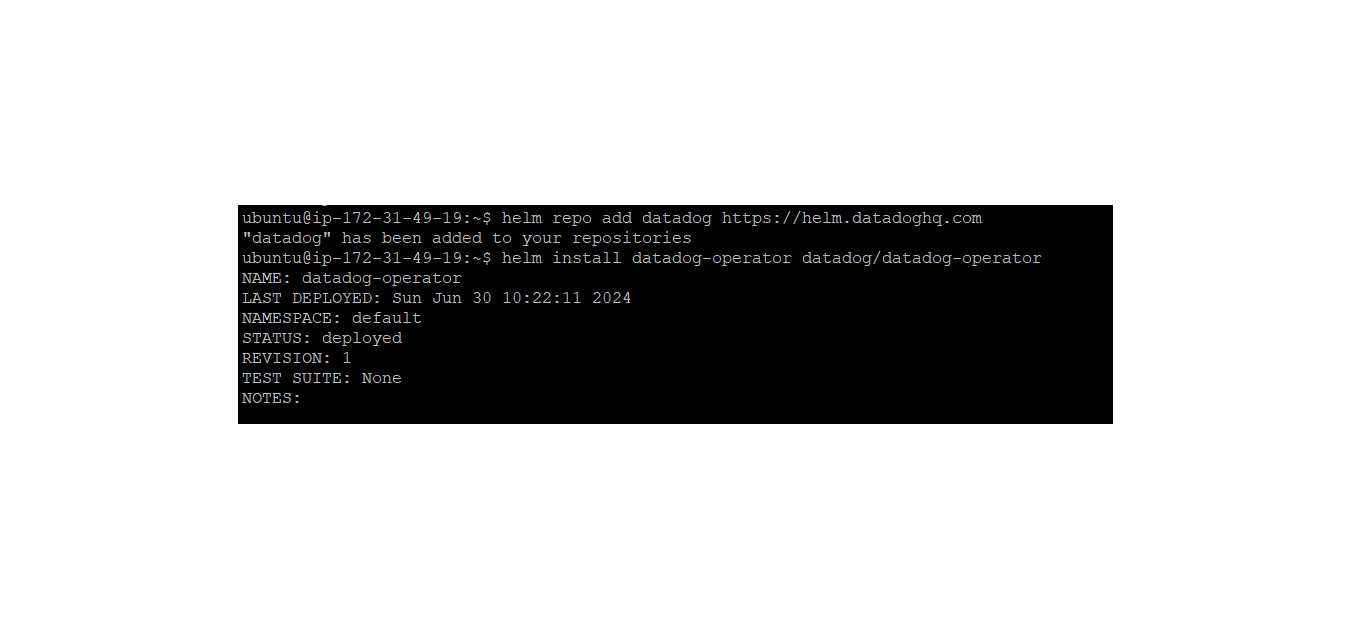 ubuntu@ip-172-31-49-19:~$ helm repo add datadog https://helm.datadoghq.com
"datadog" has been added to your repositories
ubuntu@ip-172-31-49-19:~$ helm install datadog-operator datadog/datadog-operator
NAME: datadog-operator
LAST DEPLOYED: Sun Jun 30 10:22:11 2024
NAMESPACE: default
STATUS: deployed
REVISION: 1
TEST SUITE: None
NOTES: